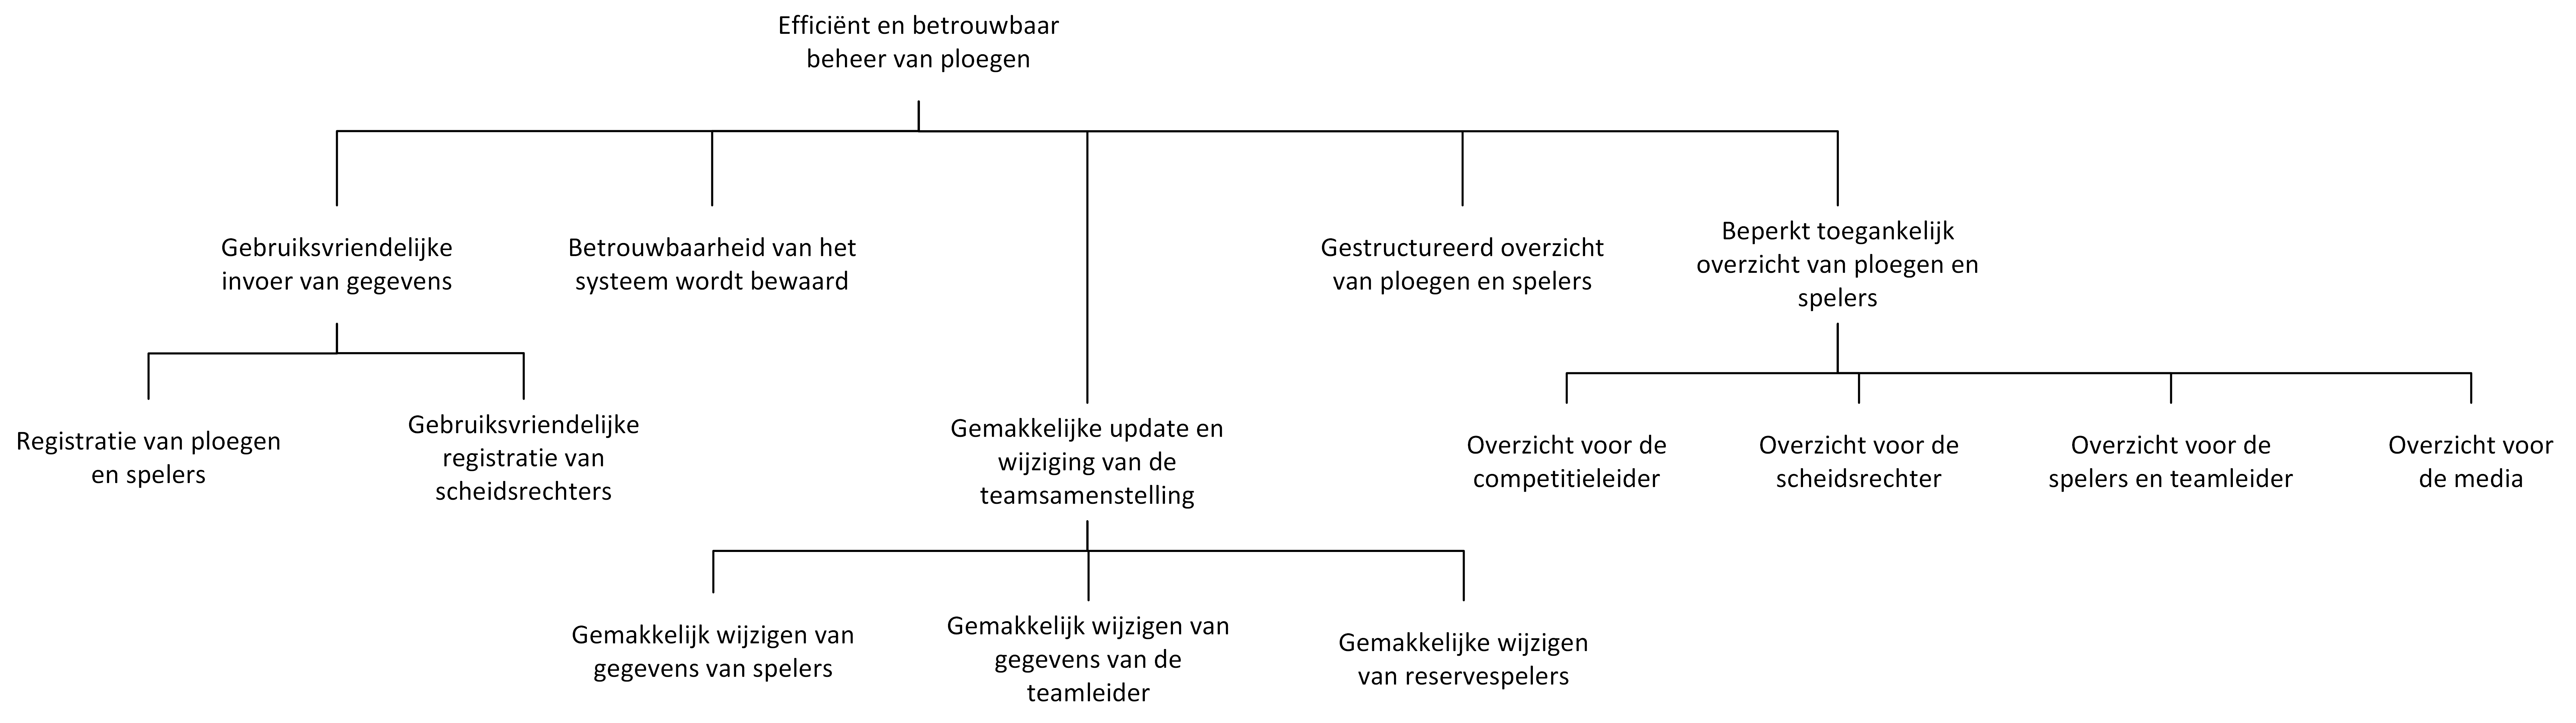 Efficiënt en betrouwbaar
beheer van ploegen
Gebruiksvriendelijke
invoer van gegevens
Betrouwbaarheid van het
systeem wordt bewaard
Gestructureerd overzicht
van ploegen en spelers
Beperkt toegankelijk
overzicht van ploegen en
spelers
Registratie van ploegen
en spelers
Gebruiksvriendelijke
registratie van
scheidsrechters
Gemakkelijke update en
wijziging van de
teamsamenstelling
Overzicht voor de
competitieleider
Overzicht voor de
scheidsrechter
Overzicht voor de
spelers en teamleider
Overzicht voor
de media
Gemakkelijk wijzigen van
gegevens van spelers
Gemakkelijk wijzigen van
gegevens van de
teamleider
Gemakkelijke wijzigen
van reservespelers